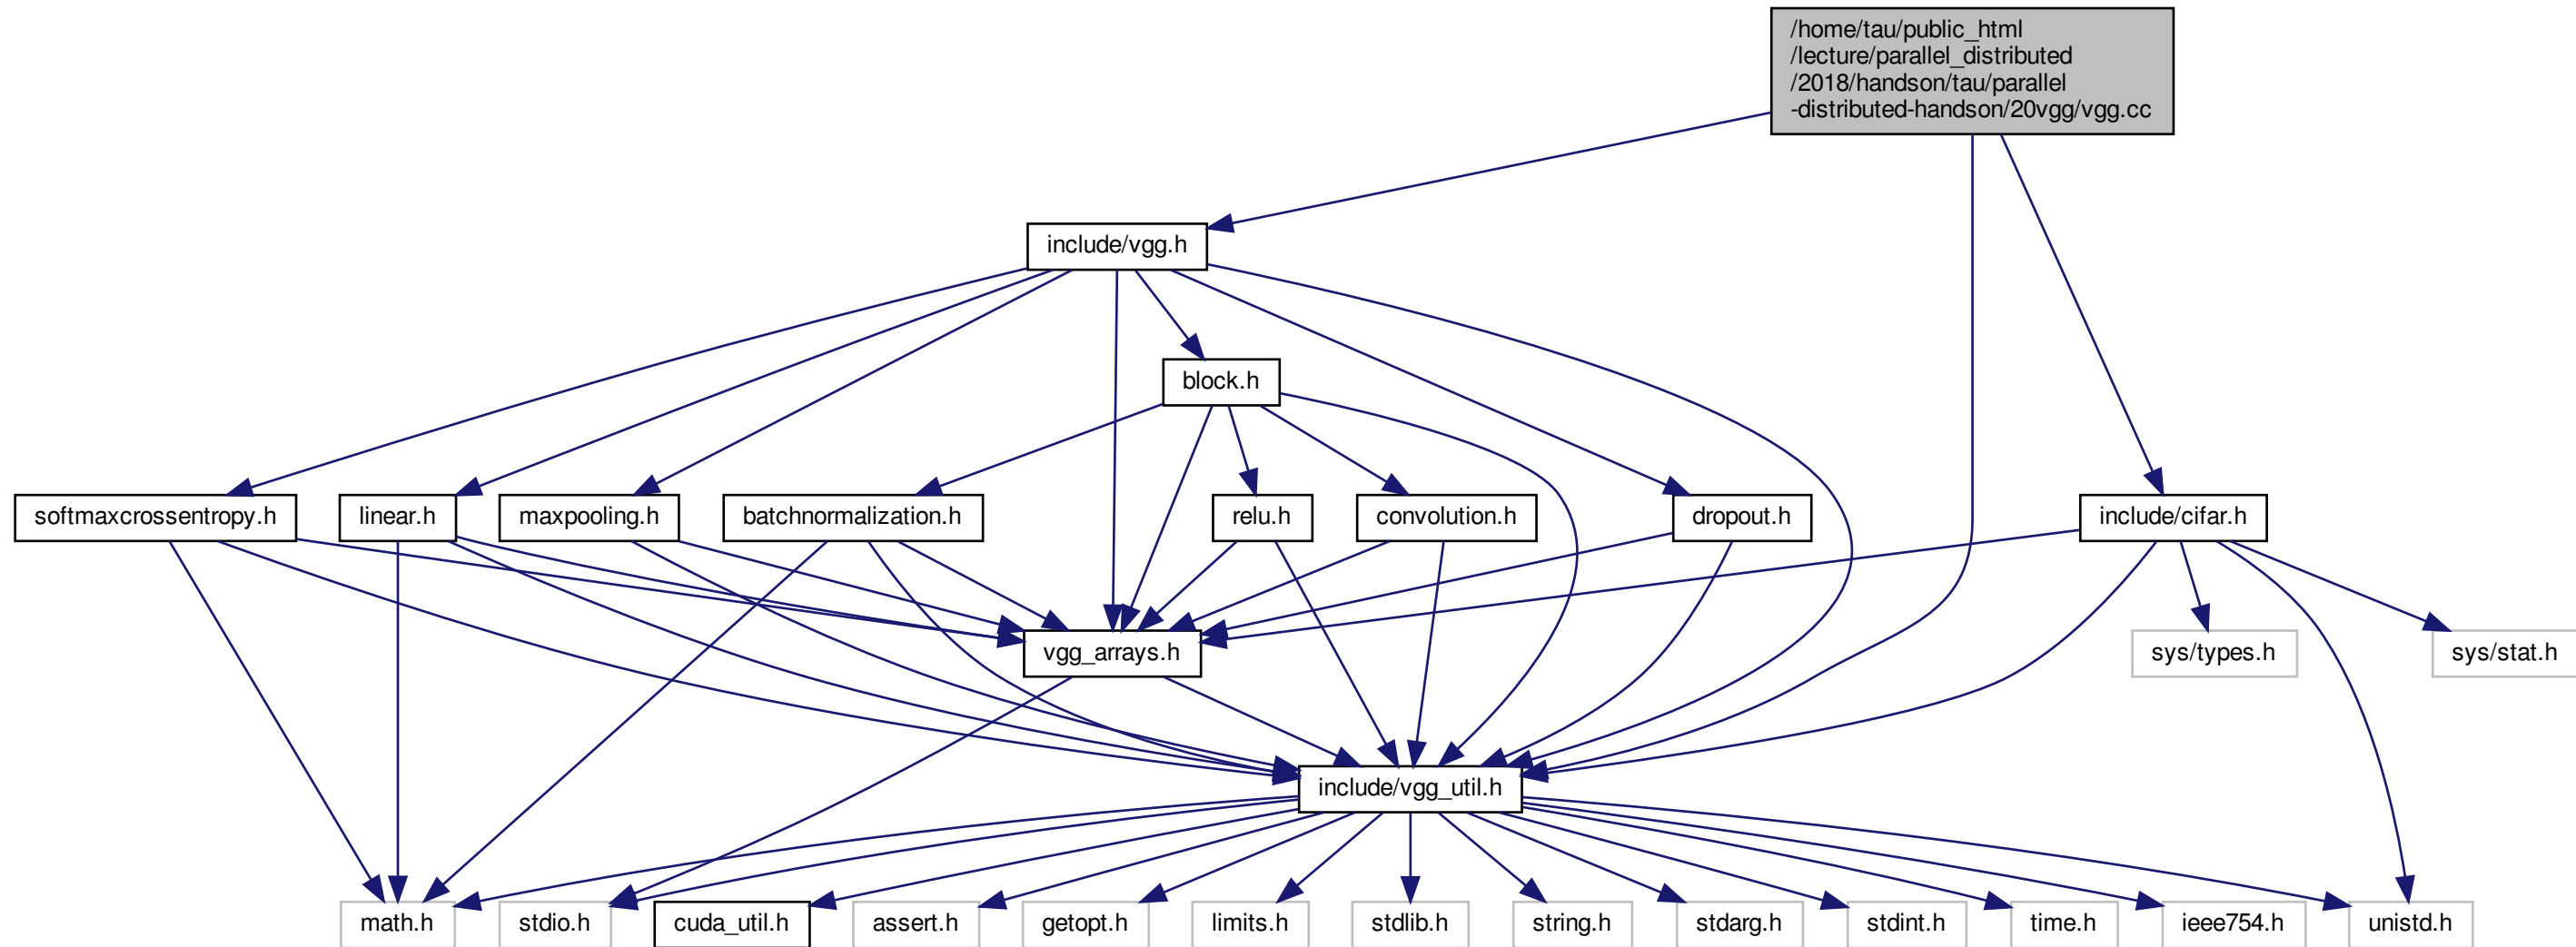 /home/tau/public_html
/lecture/parallel_distributed
/2018/handson/tau/parallel
-distributed-handson/20vgg/vgg.cc
include/vgg.h
block.h
softmaxcrossentropy.h
linear.h
maxpooling.h
batchnormalization.h
relu.h
convolution.h
dropout.h
include/cifar.h
vgg_arrays.h
sys/types.h
sys/stat.h
include/vgg_util.h
math.h
stdio.h
cuda_util.h
assert.h
getopt.h
limits.h
stdlib.h
string.h
stdarg.h
stdint.h
time.h
ieee754.h
unistd.h